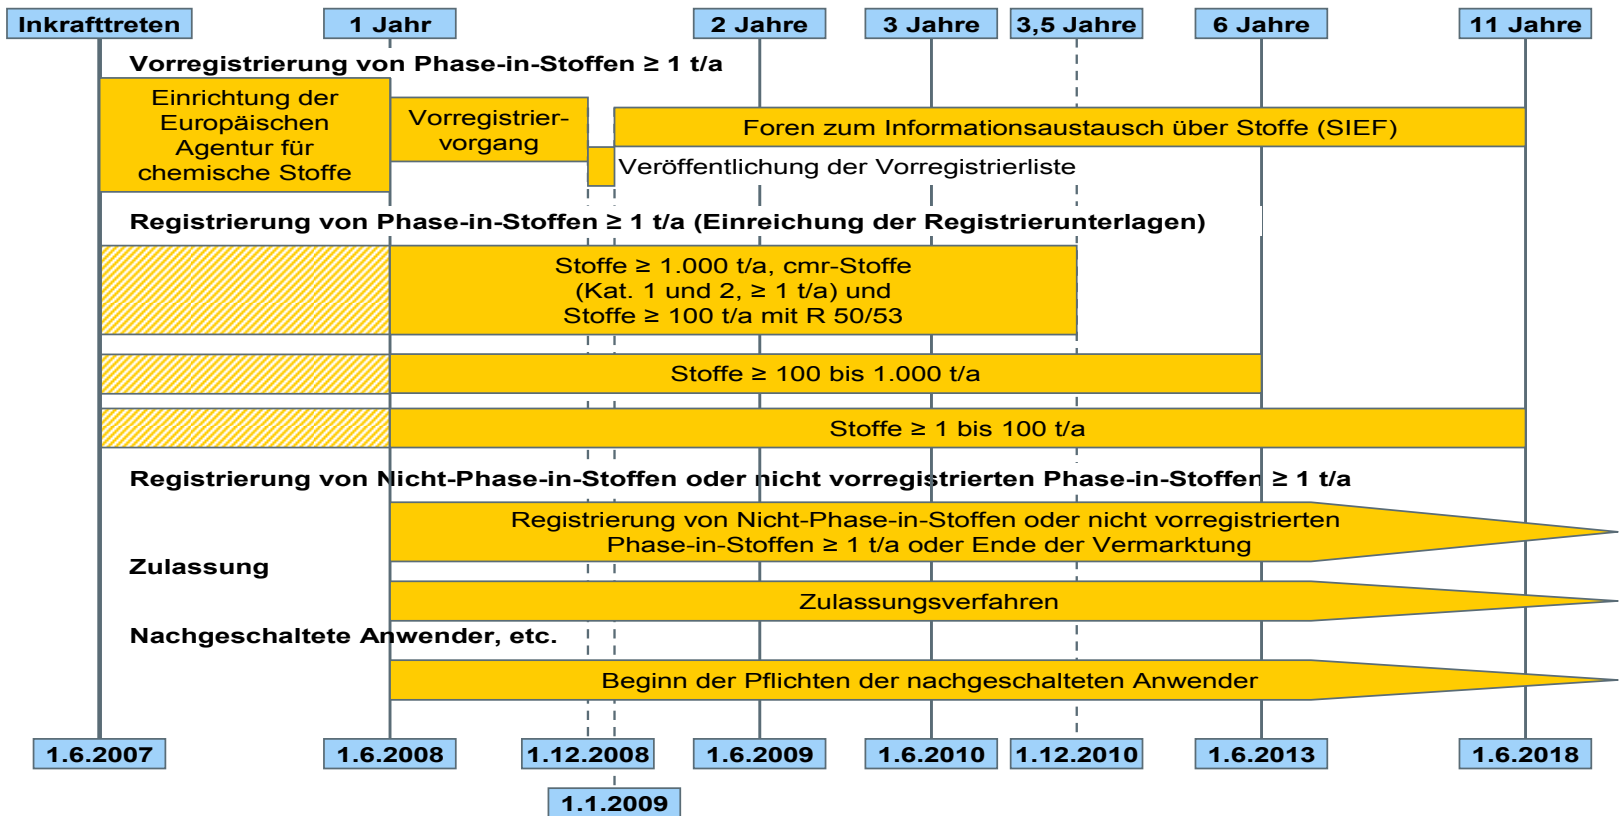 Inkrafttreten
1 Jahr
2 Jahre
3 Jahre
3,5 Jahre
6 Jahre
11 Jahre
Vorregistrierung von Phase-in-Stoffen ≥ 1 t/a
Einrichtung der
Europäischen
Agentur für
chemische Stoffe
Vorregistrier-
vorgang
Foren zum Informationsaustausch über Stoffe (SIEF)
Veröffentlichung der Vorregistrierliste
Registrierung von Phase-in-Stoffen ≥ 1 t/a (Einreichung der Registrierunterlagen)
Stoffe ≥ 1.000 t/a, cmr-Stoffe
(Kat. 1 und 2, ≥ 1 t/a) und
Stoffe ≥ 100 t/a mit R 50/53
Stoffe ≥ 100 bis 1.000 t/a
Stoffe ≥ 1 bis 100 t/a
Registrierung von Nicht-Phase-in-Stoffen oder nicht vorregistrierten Phase-in-Stoffen ≥ 1 t/a
Registrierung von Nicht-Phase-in-Stoffen oder nicht vorregistrierten
Phase-in-Stoffen ≥ 1 t/a oder Ende der Vermarktung
Zulassung
Zulassungsverfahren
Nachgeschaltete Anwender, etc.
Beginn der Pflichten der nachgeschalteten Anwender
1.6.2007
1.6.2008
1.12.2008
1.6.2009
1.6.2010
1.12.2010
1.6.2013
1.6.2018
1.1.2009